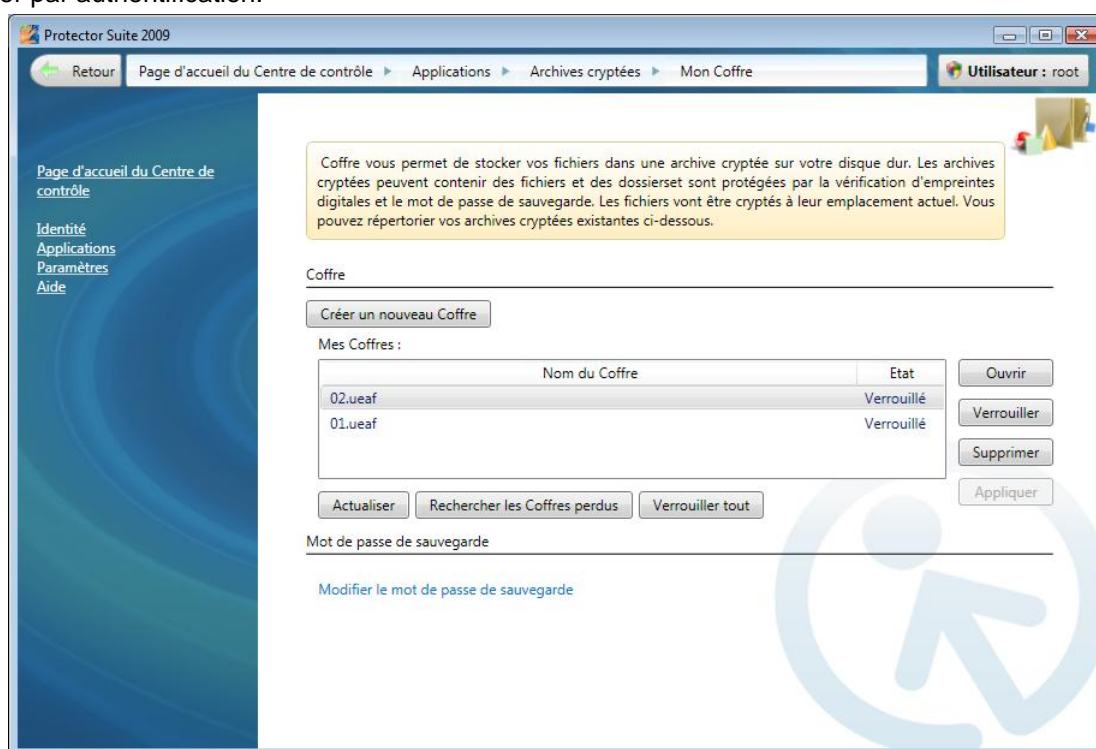 er par authentification.
Protector Suite 2009
Retour Page d'accueil du Centre de contrôle Applications Archives cryptées Mon Coffre Utilisateur : root
Page d'accueil du Centre de
contrôle
Identité
Applications
Paramètres
Aide
Coffre vous permet de stocker vos fichiers dans une archive cryptée sur votre disque dur. Les archives
cryptées peuvent contenir des fichiers et des dossierset sont protégées par la vérification d'empreintes
digitales et le mot de passe de sauvegarde. Les fichiers vont être cryptés à leur emplacement actuel. Vous
pouvez répertorier vos archives cryptées existantes ci-dessous.
Coffre
Créer un nouveau Coffre
Mes Coffres :
Nom du Coffre Etat
02.ueaf Verrouillé
01.ueaf Verrouillé
Ouvrir
Verrouiller
Supprimer
Appliquer
Actualiser Rechercher les Coffres perdus Verrouiller tout
Mot de passe de sauvegarde
Modifier le mot de passe de sauvegarde